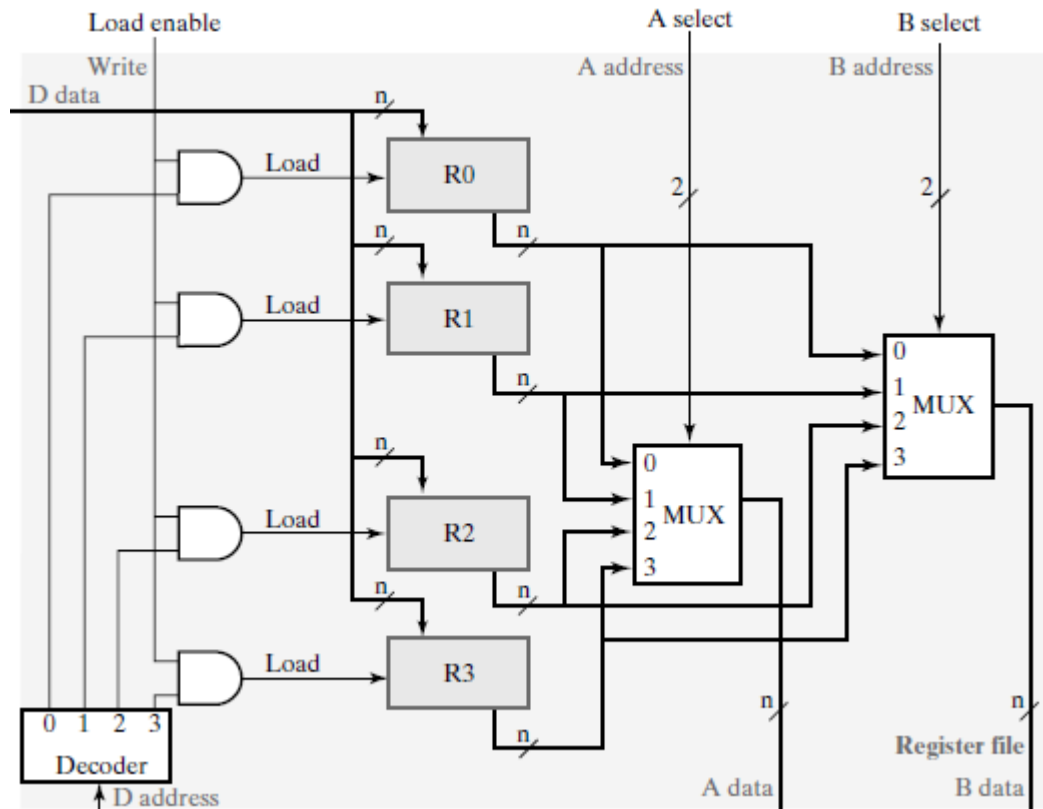 Load enable
A select
B select
Write
A address
B address
D data
n
Load
R0
2
2
n
n
Load
R1
0
n
1
MUX
2
n
3
0
1
MUX
Load
R2
2
3
n
n
Load
R3
0 1 2 3
n
n
n
Decoder
Register file
D address
A data
B data